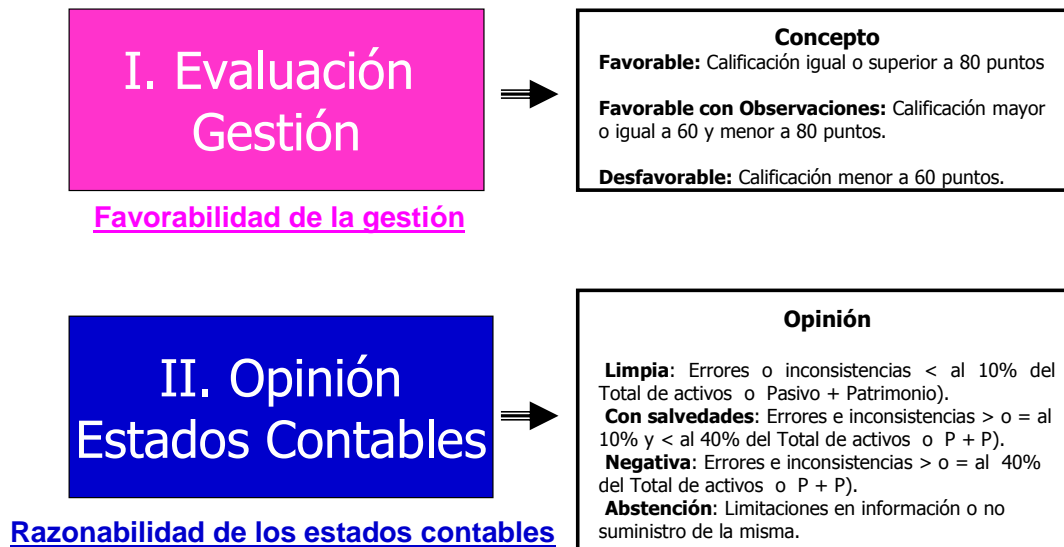 I. Evaluación
Gestión
Favorabilidad de la gestión
Concepto
Favorable: Calificación igual o superior a 80 puntos
Favorable con Observaciones: Calificación mayor
o igual a 60 y menor a 80 puntos.
Desfavorable: Calificación menor a 60 puntos.
II. Opinión
Estados Contables
Razonabilidad de los estados contables
Opinión
Limpia: Errores o inconsistencias < al 10% del
Total de activos o Pasivo + Patrimonio).
Con salvedades: Errores e inconsistencias > o = al
10% y < al 40% del Total de activos o P + P).
Negativa: Errores e inconsistencias > o = al 40%
del Total de activos o P + P).
Abstención: Limitaciones en información o no
suministro de la misma.